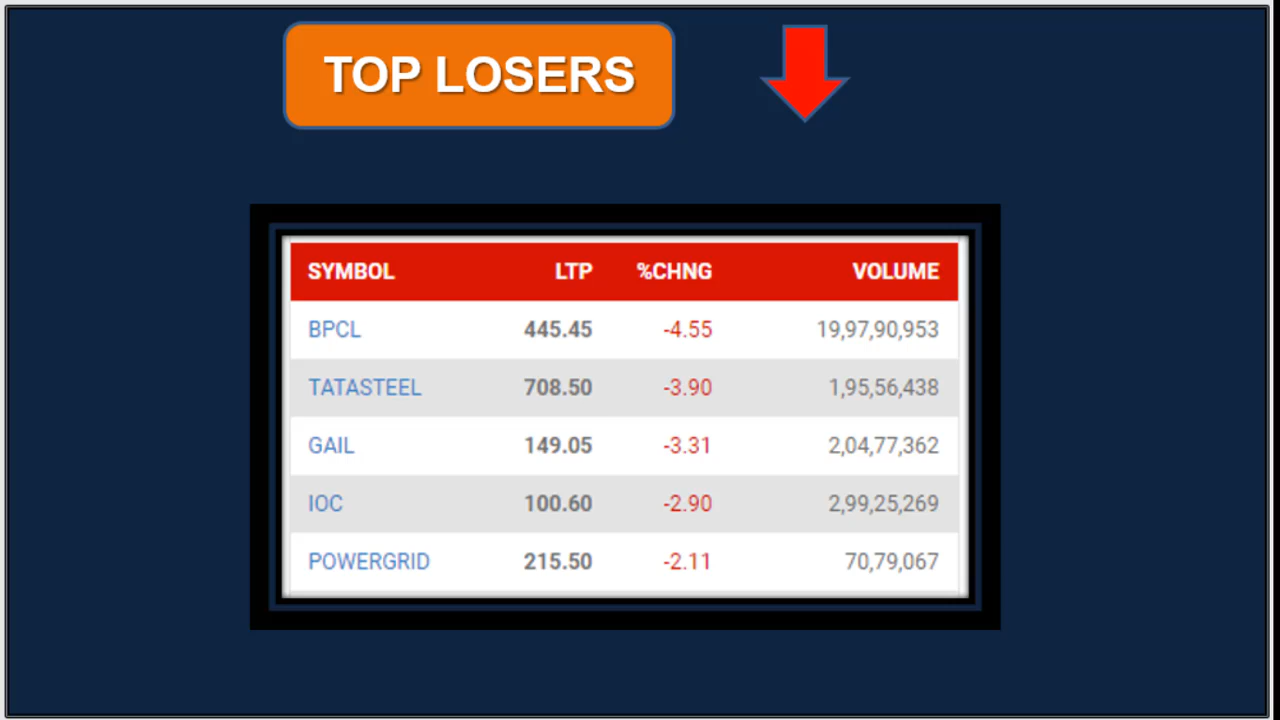 TOP LOSERS
SYMBOL LTP %CHNG VOLUME
BPCL 445.45 -4.55 19,97,90,953
TATASTEEL 708.50 -3.90 1,95,56,438
GAIL 149.05 -3.31 2,04,77,362
IOC 100.60 -2.90 2,99,25,269
POWERGRID 215.50 -2.11 70,79,067